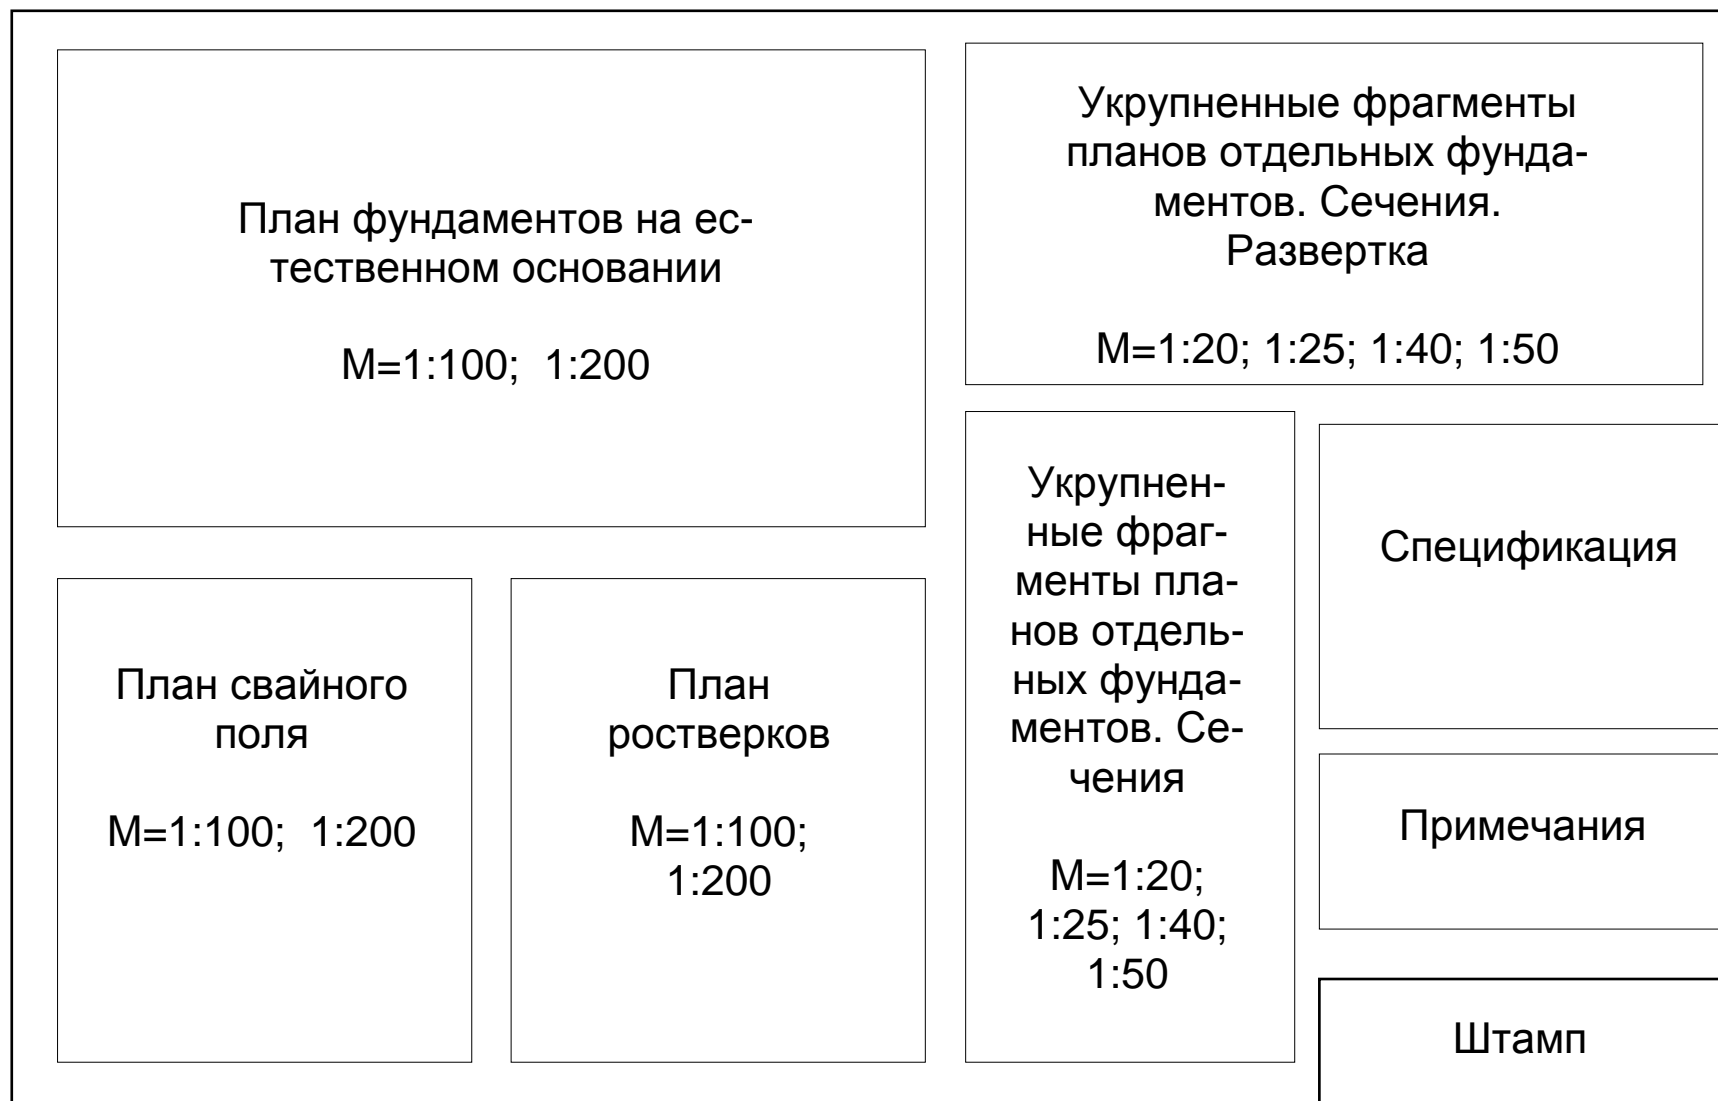 План фундаментов на ес-
тественном основании
М=1:100;  1:200
Укрупненные фрагменты
планов отдельных фунда-
ментов. Сечения.
Развертка
М=1:20; 1:25; 1:40; 1:50
План свайного
поля
М=1:100;  1:200
План
ростверков
М=1:100;
1:200
Укрупнен-
ные фраг-
менты пла-
нов отдель-
ных фунда-
ментов. Се-
чения
М=1:20;
1:25; 1:40;
1:50
Спецификация
Примечания
Штамп